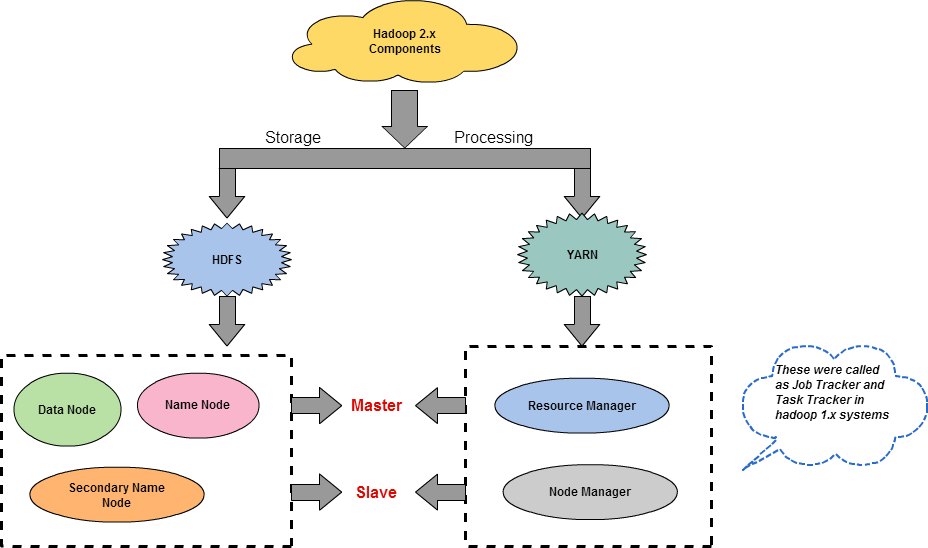 Hadoop 2.x
Components
Storage
Processing
HDFS
YARN
Data Node
Name Node
Master
Resource Manager
These were called
as Job Tracker and
Task Tracker in
hadoop 1.x systems
Secondary Name
Node
Slave
Node Manager